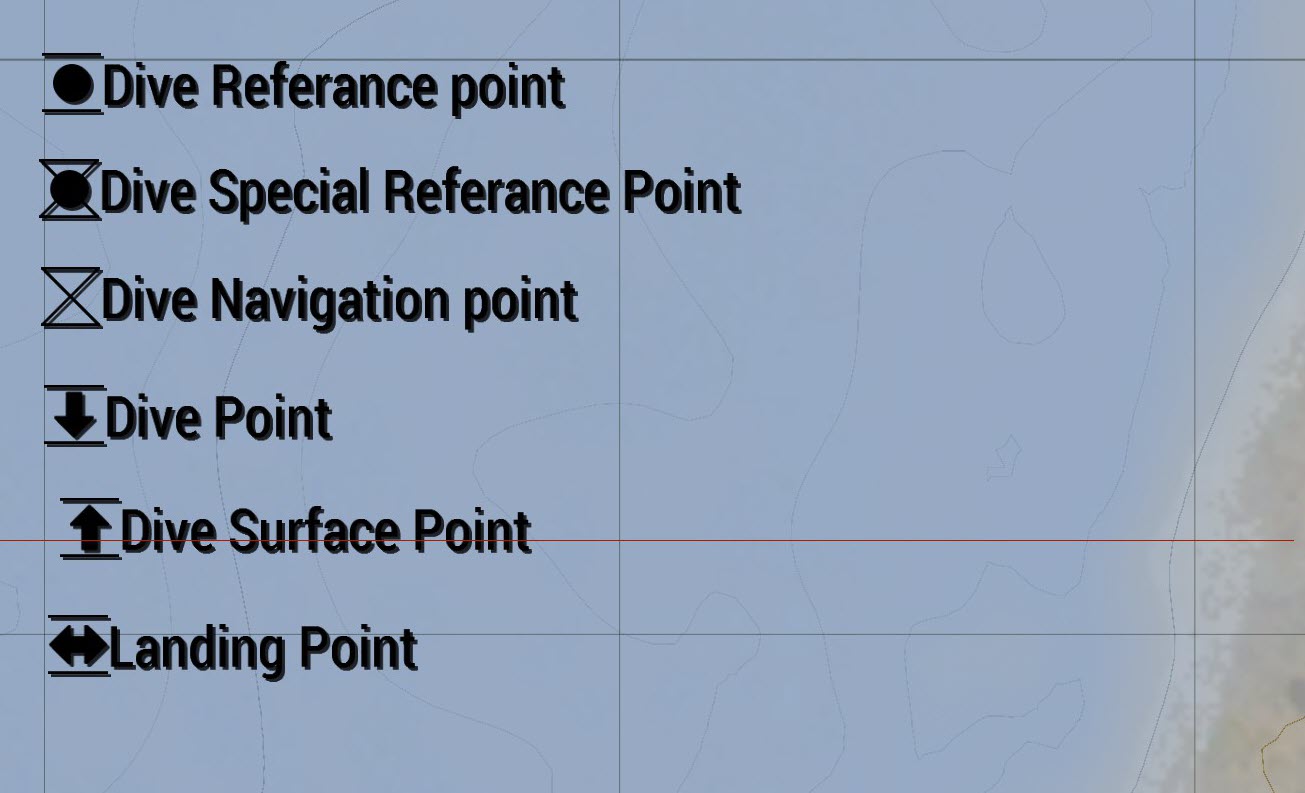 Dive Referance point
Dive Special Referance Point
Dive Navigation point
Dive Point
Dive Surface Point
Landing Point